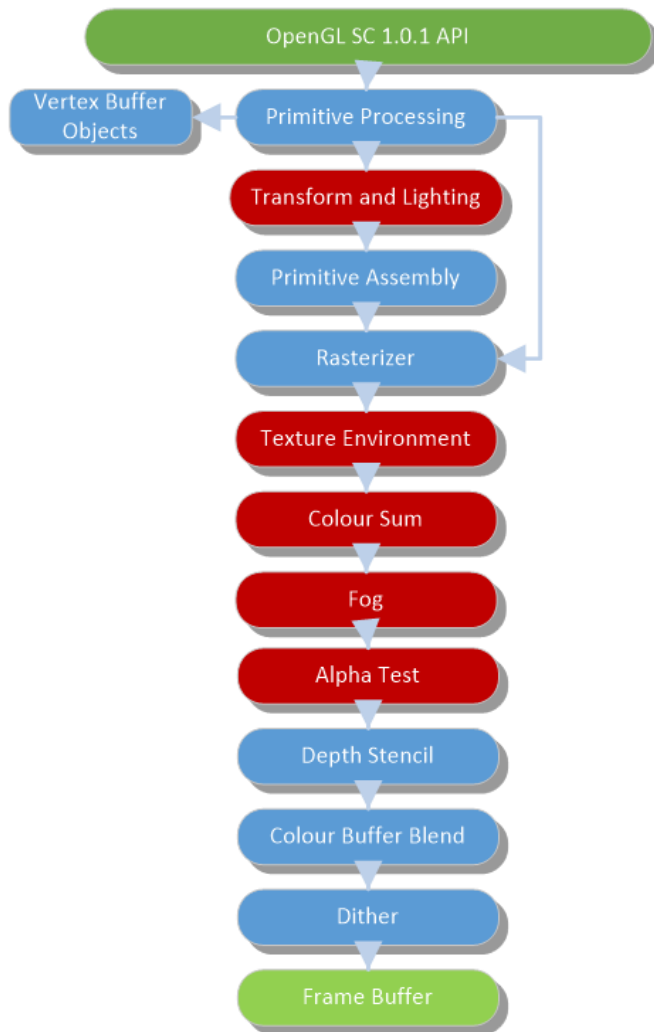 OpenGL SC 1.0.1 API
Vertex Buffer
Objects
Primitive Processing
Transform and Lighting
Primitive Assembly
Rasterizer
Texture Environment
Colour Sum
Fog
Alpha Test
Depth Stencil
Colour Buffer Blend
Dither
Frame Buffer